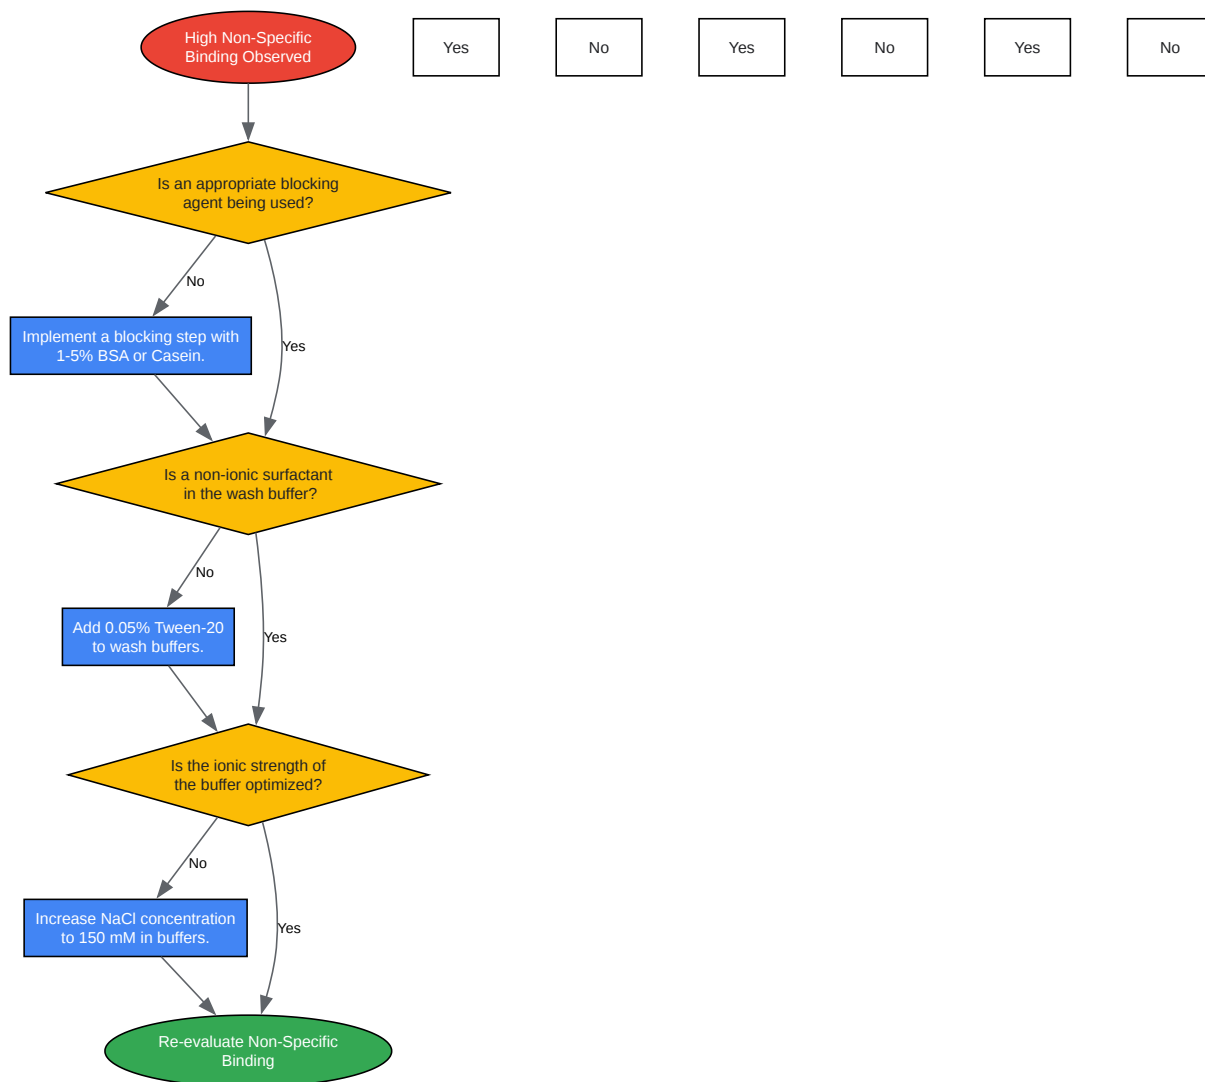 High Non-Specific
Binding Observed
Yes
No
Yes
No
Yes
No
Is an appropriate blocking
agent being used?
No
Implement a blocking step with
1-5% BSA or Casein.
Yes
Is a non-ionic surfactant
in the wash buffer?
No
Add 0.05% Tween-20
to wash buffers.
Yes
Is the ionic strength of
the buffer optimized?
No
Increase NaCl concentration
to 150 mM in buffers.
Yes
Re-evaluate Non-Specific
Binding